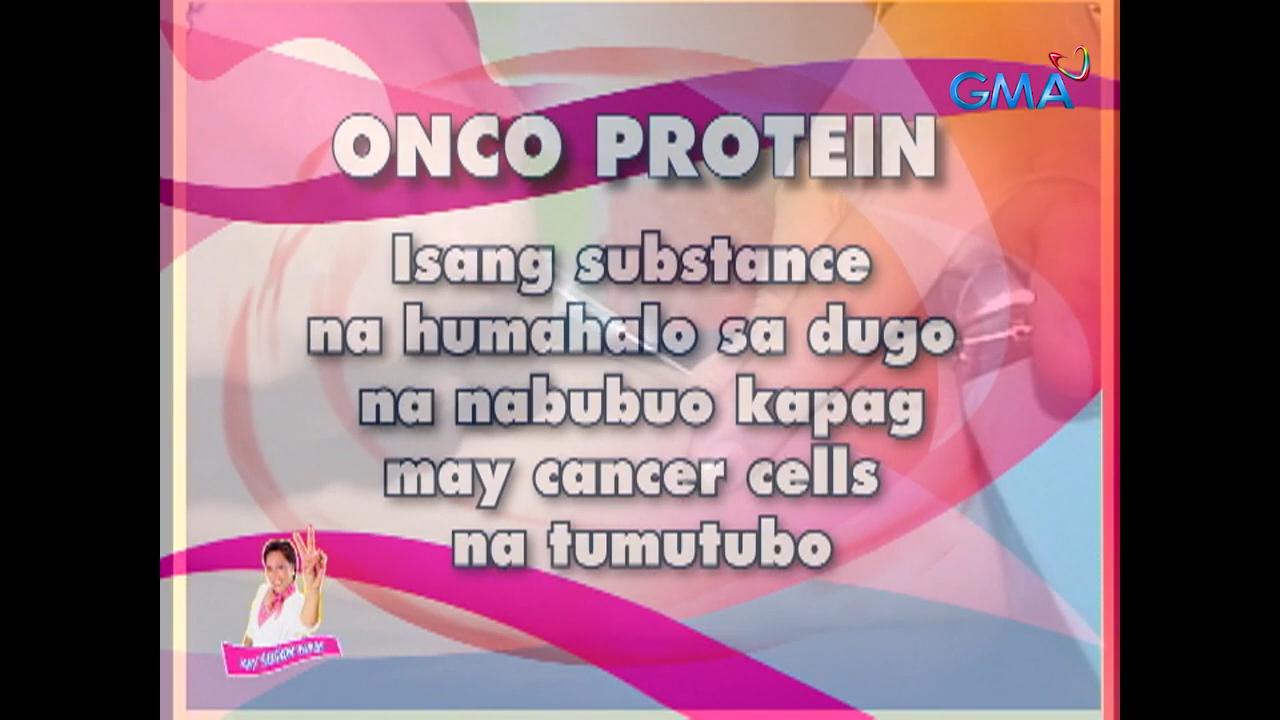 GMA
ONCO PROTEIN
Isang substance
na humahalo sa dugo
na nabubuo kapag
may cancer cells
na tumutubo